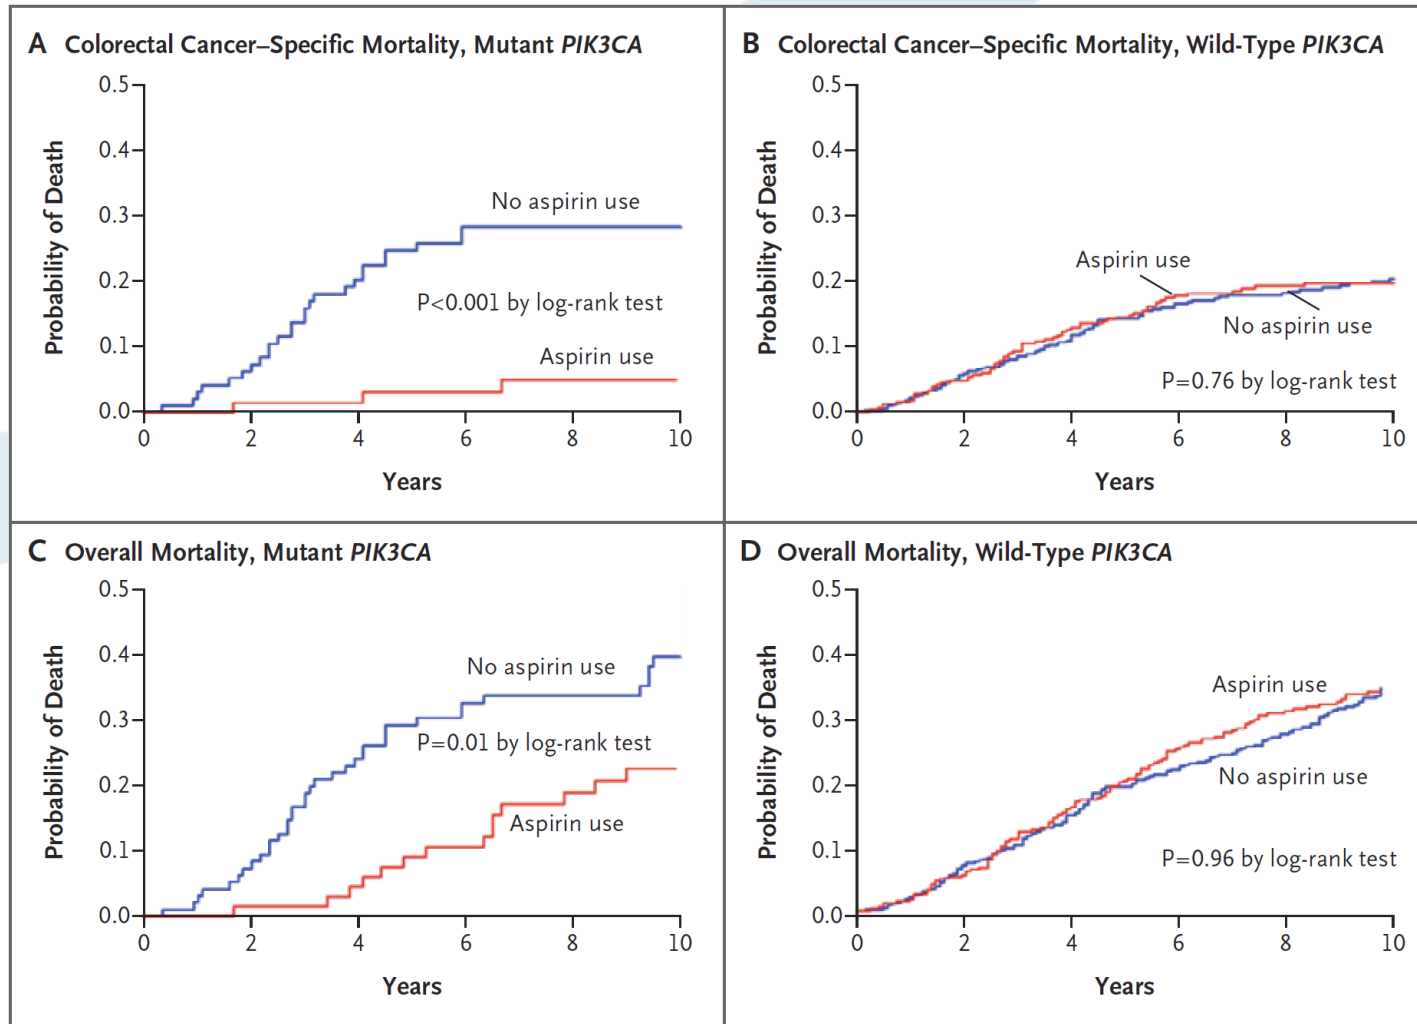 A Colorectal Cancer–Specific Mortality, Mutant PIK3CA
0.5
0.4
0.3
0.2
0.1
0.0
Probability of Death
No aspirin use
P<0.001 by log-rank test
Aspirin use
0 2 4 6 8 10
Years
B Colorectal Cancer–Specific Mortality, Wild-Type PIK3CA
0.5
0.4
0.3
0.2
0.1
0.0
Probability of Death
Aspirin use
No aspirin use
P=0.76 by log-rank test
0 2 4 6 8 10
Years
C Overall Mortality, Mutant PIK3CA
0.5
0.4
0.3
0.2
0.1
0.0
Probability of Death
No aspirin use
P=0.01 by log-rank test
Aspirin use
0 2 4 6 8 10
Years
D Overall Mortality, Wild-Type PIK3CA
0.5
0.4
0.3
0.2
0.1
0.0
Probability of Death
Aspirin use
No aspirin use
P=0.96 by log-rank test
0 2 4 6 8 10
Years